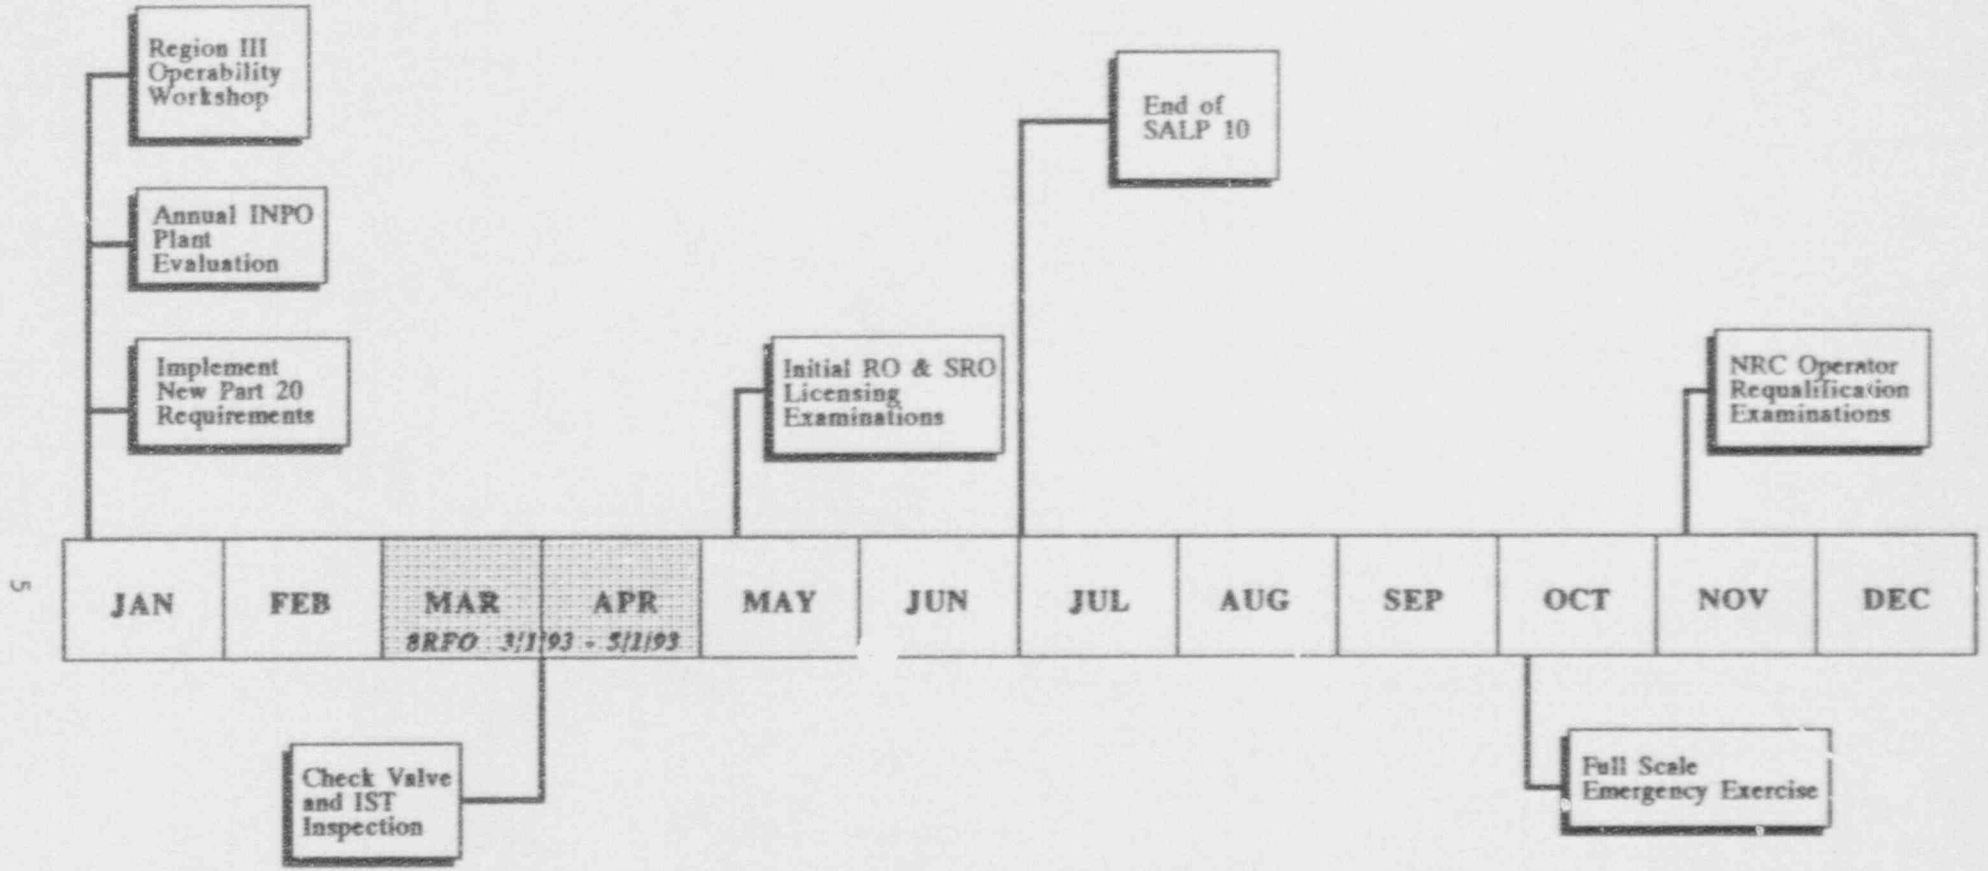 Region III
Operability
Workshop
End of
SALP 10
Annual INPO
Plant
Evaluation
Implement
New Part 20
Requirements
Initial RO & SRO
Licensing
Examinations
NRC Operator
Requalification
Examinations
JAN FEB MAR APR MAY JUN JUL AUG SEP OCT NOV DEC
8RFO 3/1/93 - 5/1/93
5
Check Valve
and IST
Inspection
Full Scale
Emergency Exercise